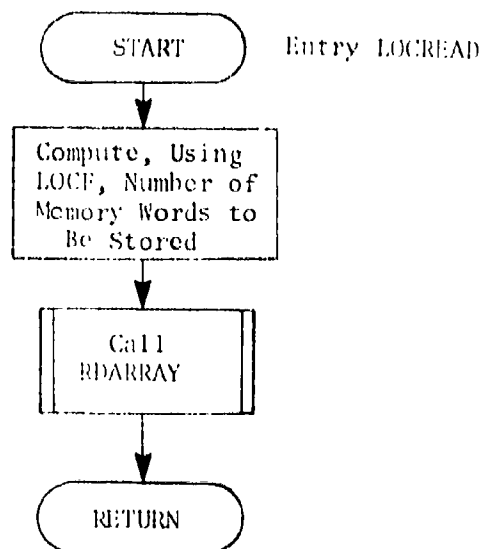 START Entry LOCREAD
Compute, Using
LOCF, Number of
Memory Words to
Be Stored
Call
RDARRAY
RETURN